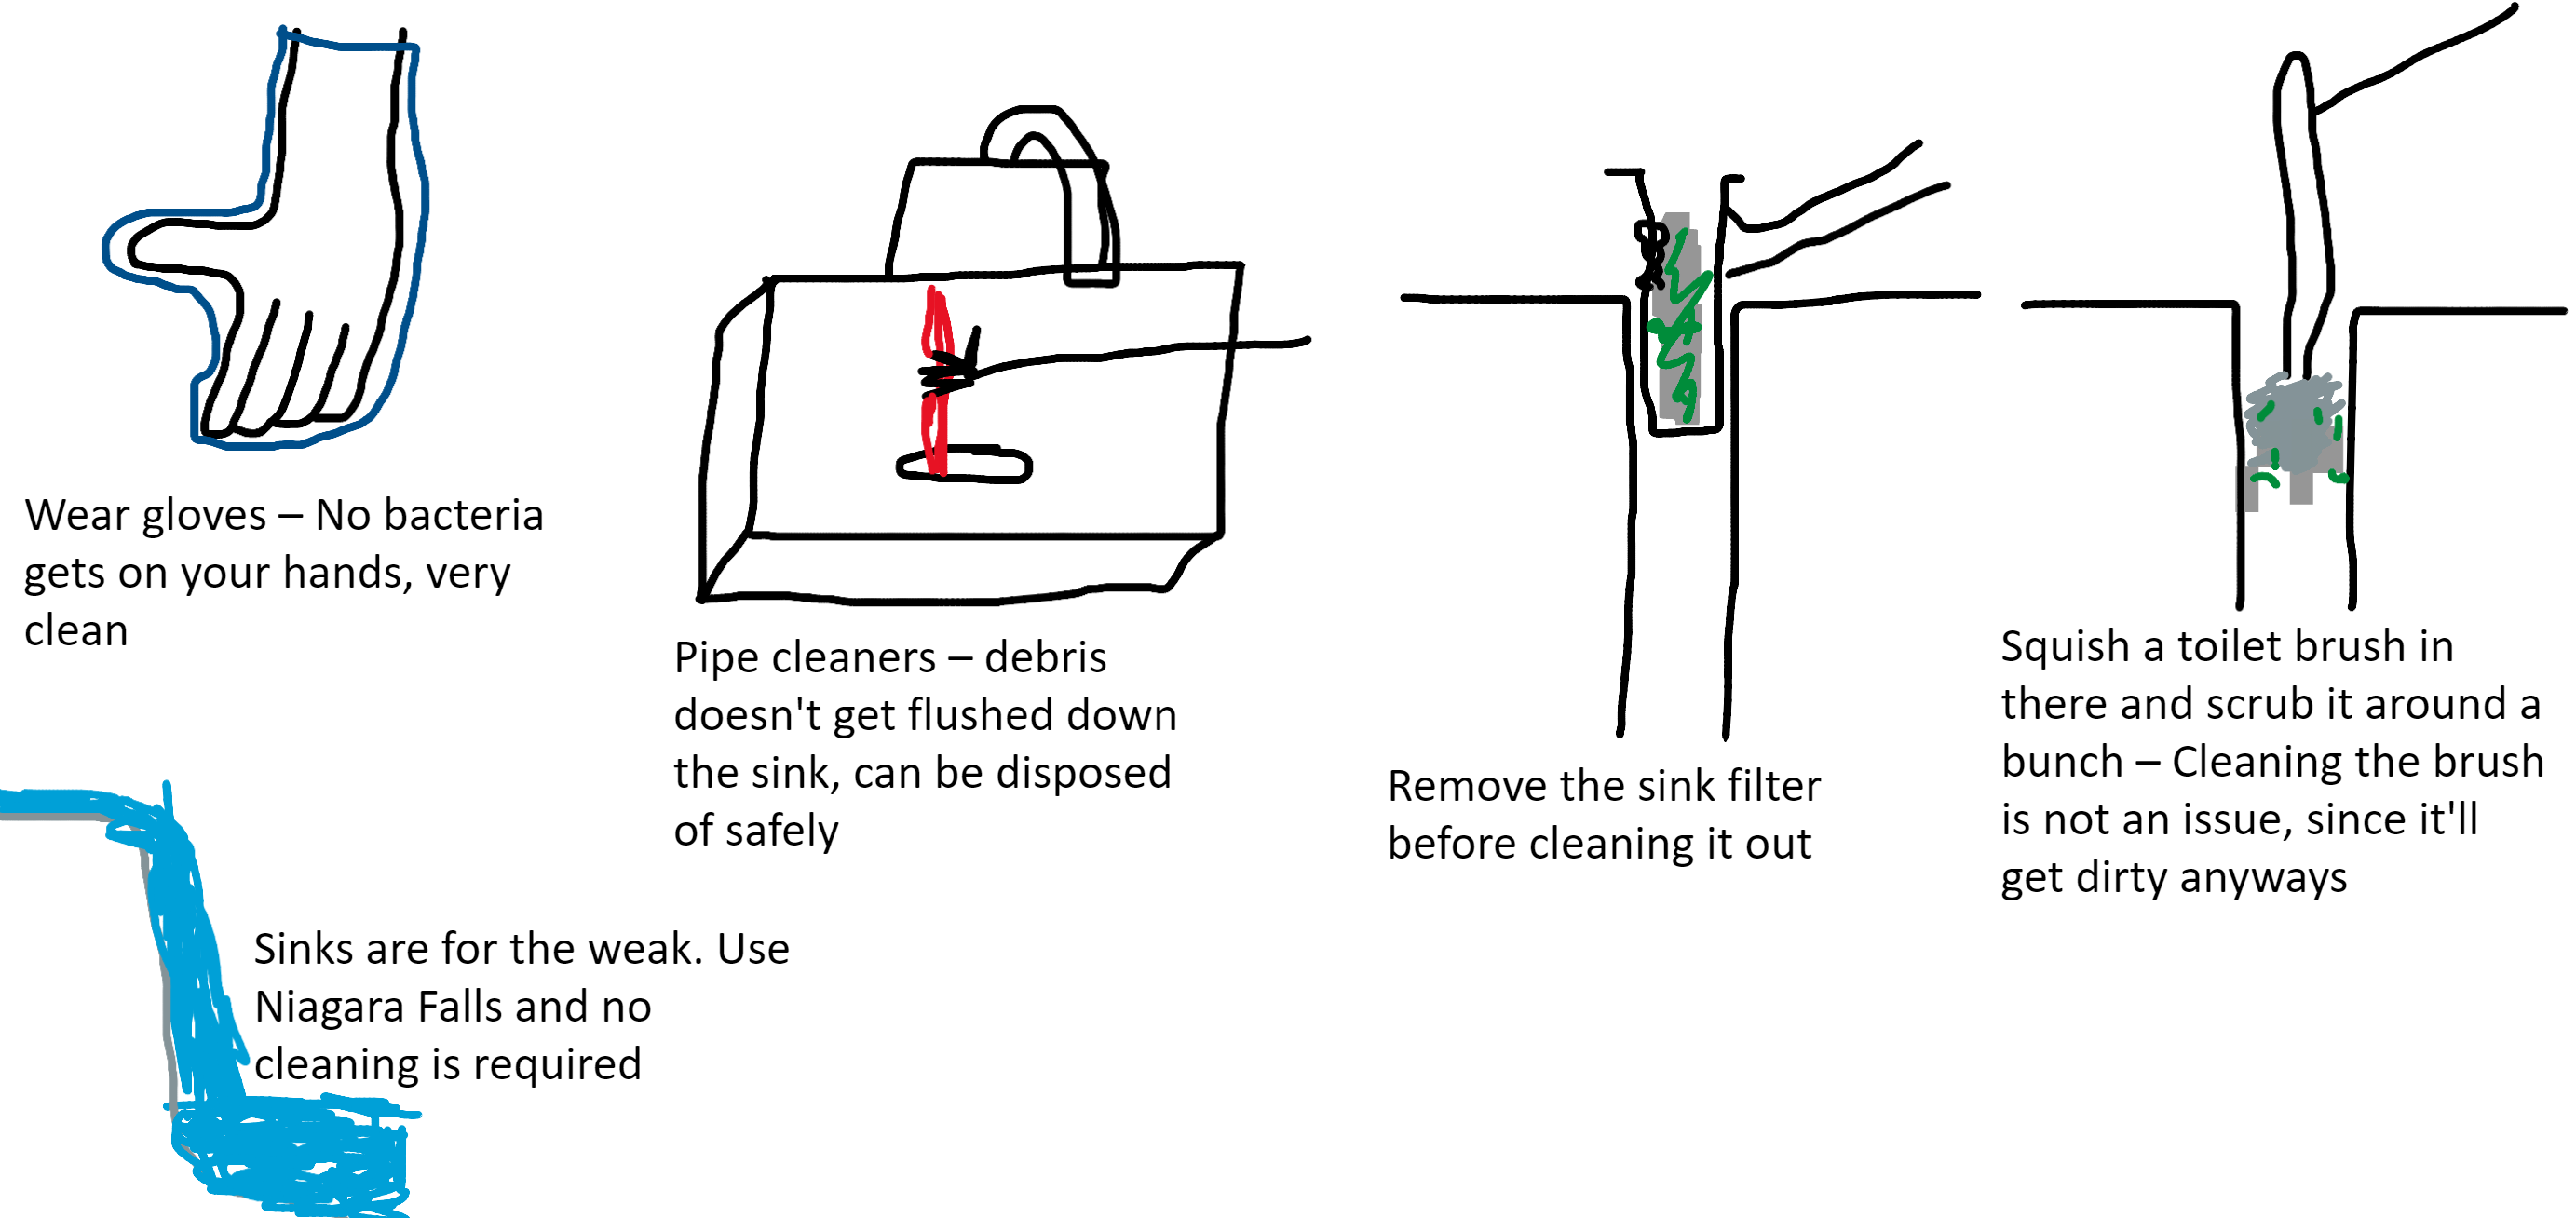 Wear gloves – No bacteria
gets on your hands, very
clean
Pipe cleaners – debris
doesn't get flushed down
the sink, can be disposed
of safely
Remove the sink filter
before cleaning it out
Squish a toilet brush in
there and scrub it around a
bunch – Cleaning the brush
is not an issue, since it'll
get dirty anyways
Sinks are for the weak. Use
Niagara Falls and no
cleaning is required